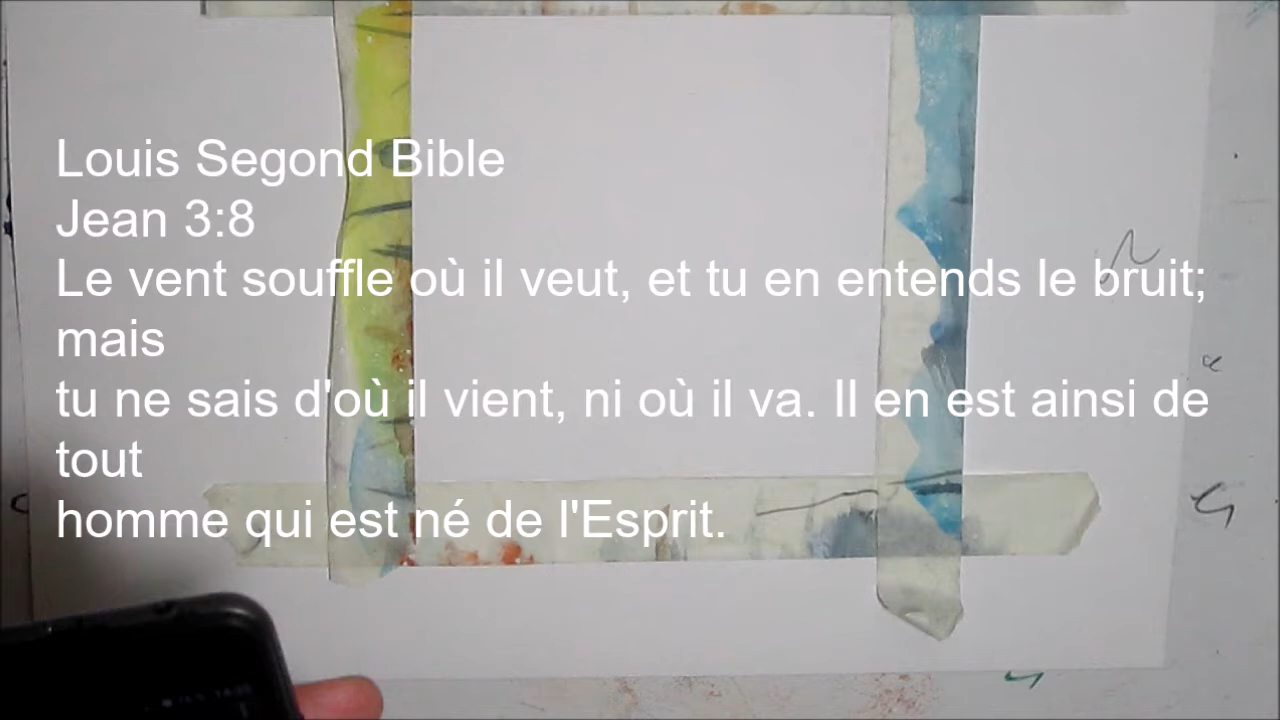 Louis Segond Bible
Jean 3:8
Le vent souffle où il veut, et tu en entends le bruit;
mais
tu ne sais d'où il vient, ni où il va. Il en est ainsi de
tout
homme qui est né de l'Esprit.